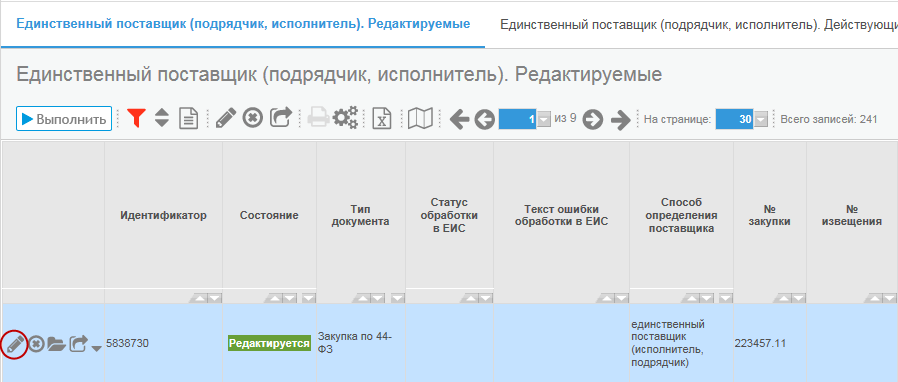 Единственный поставщик (подрядчик, исполнитель). Редактируемые
Единственный поставщик (подрядчик, исполнитель). Действующи
Единственный поставщик (подрядчик, исполнитель). Редактируемые
Выполнить
1
из 9
На странице:
30
Всего записей: 241
Идентификатор
Состояние
Тип
документа
Статус
обработки
в ЕИС
Текст ошибки
обработки в ЕИС
Способ
определения
поставщика
№
закупки
№
извещения
5838730
Редактируется
Закупка по 44-
ФЗ
единственный
поставщик
(исполнитель,
подрядчик)
223457.11